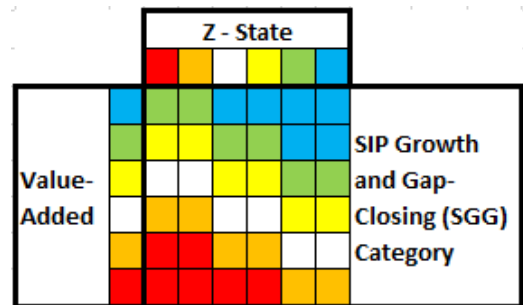 Z - State
Value-
Added
SIP Growth
and Gap-
Closing (SGG)
Category